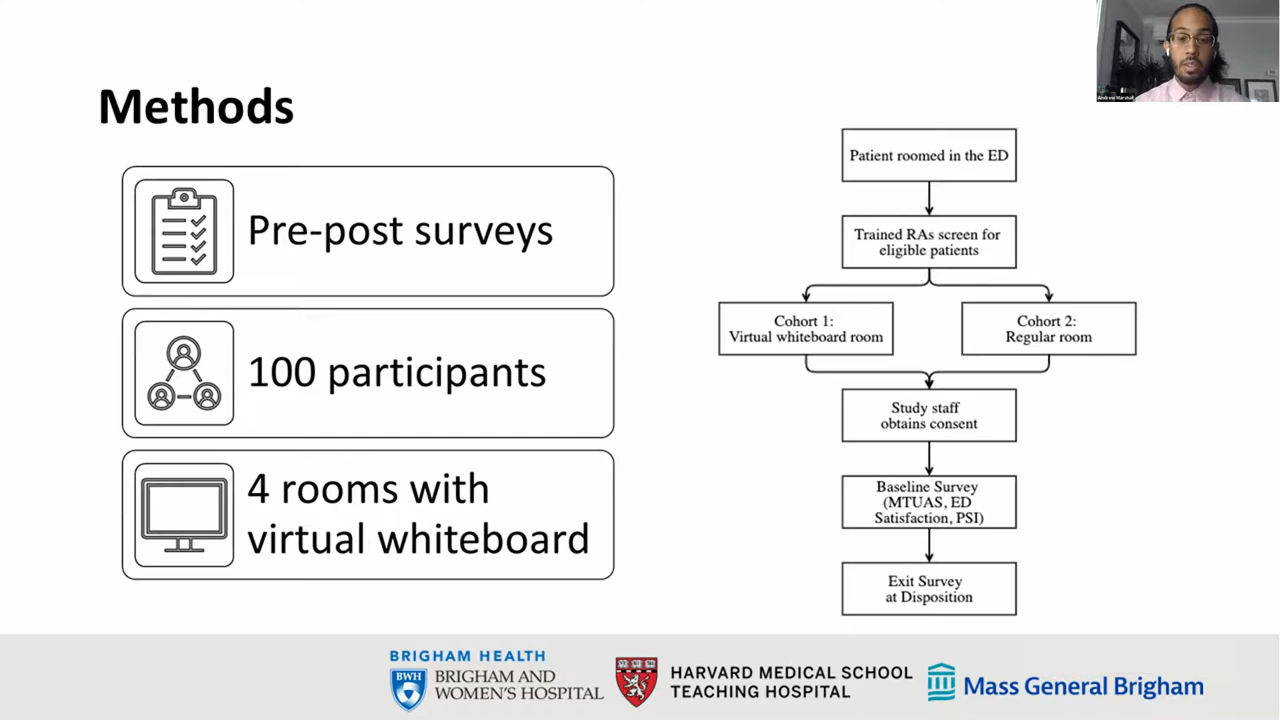 Methods
Pre-post surveys
100 participants
4 rooms with
virtual whiteboard
Andrew Marshall
Patient roomed in the ED
Trained RAs screen for
eligible patients
Cohort 1:
Virtual whiteboard room
Cohort 2:
Regular room
Study staff
obtains consent
Baseline Survey
(MTUAS, ED
Satisfaction, PSI)
Exit Survey
at Disposition
BRIGHAM HEALTH
BWH
BRIGHAM AND
WOMEN'S HOSPITAL
HARVARD MEDICAL SCHOOL
TEACHING HOSPITAL
Mass General Brigham